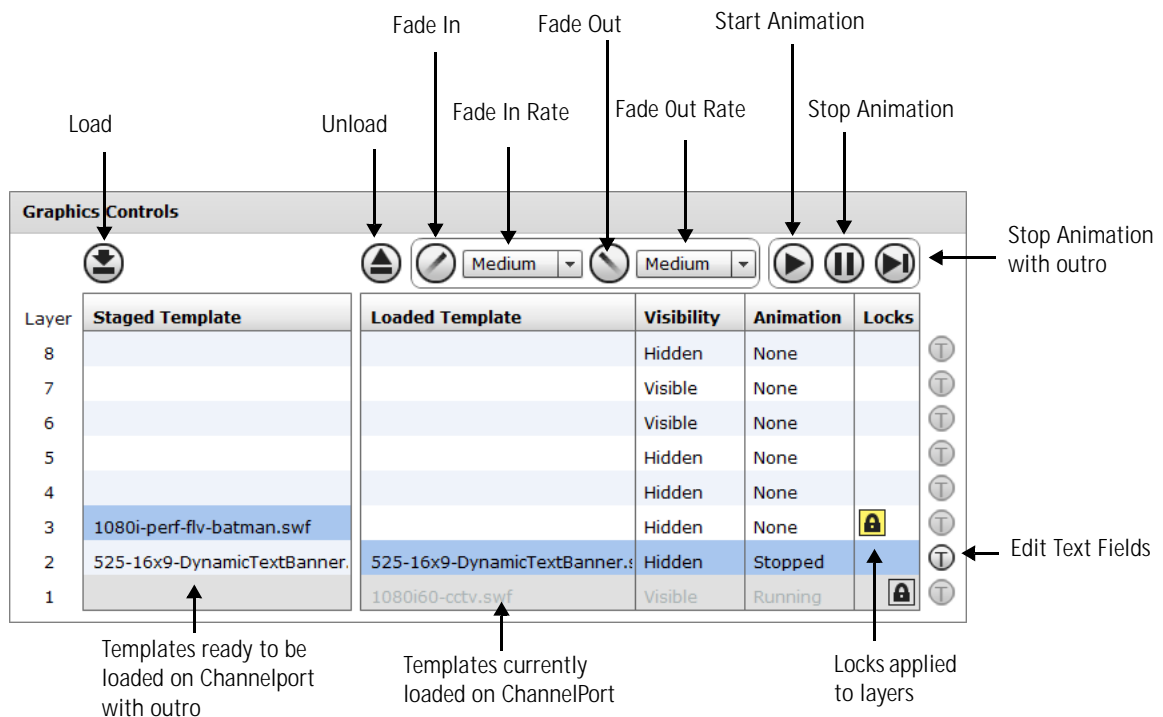 Fade In
Fade Out
Start Animation
Load
Unload
Fade In Rate
Fade Out Rate
Stop Animation
Graphics Controls
Medium
Medium
Stop Animation
with outro
Layer
Staged Template
Loaded Template
Visibility
Animation
Locks
8
Hidden
None
T
7
Visible
None
T
6
Visible
None
T
5
Hidden
None
T
4
Hidden
None
T
3
1080i-perf-flv-batman.swf
Hidden
None
T
2
525-16x9-DynamicTextBanner.
525-16x9-DynamicTextBanner.s
Hidden
Stopped
T
Edit Text Fields
1
1080i60-cctv.swf
Visible
Running
T
Templates ready to be
loaded on Channelport
with outro
Templates currently
loaded on ChannelPort
Locks applied
to layers